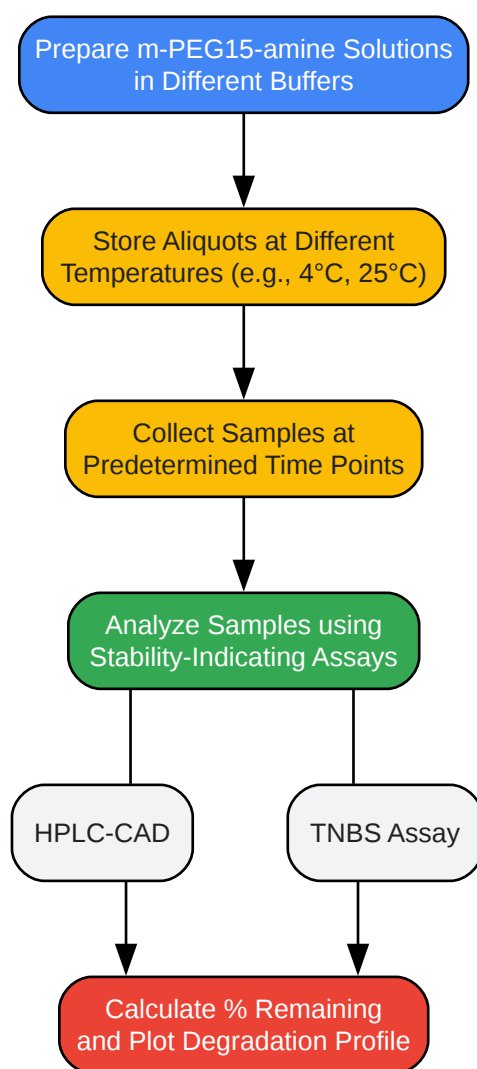 Prepare m-PEG15-amine Solutions
in Different Buffers
Store Aliquots at Different
Temperatures (e.g., 4°C, 25°C)
Collect Samples at
Predetermined Time Points
Analyze Samples using
Stability-Indicating Assays
HPLC-CAD
TNBS Assay
Calculate % Remaining
and Plot Degradation Profile